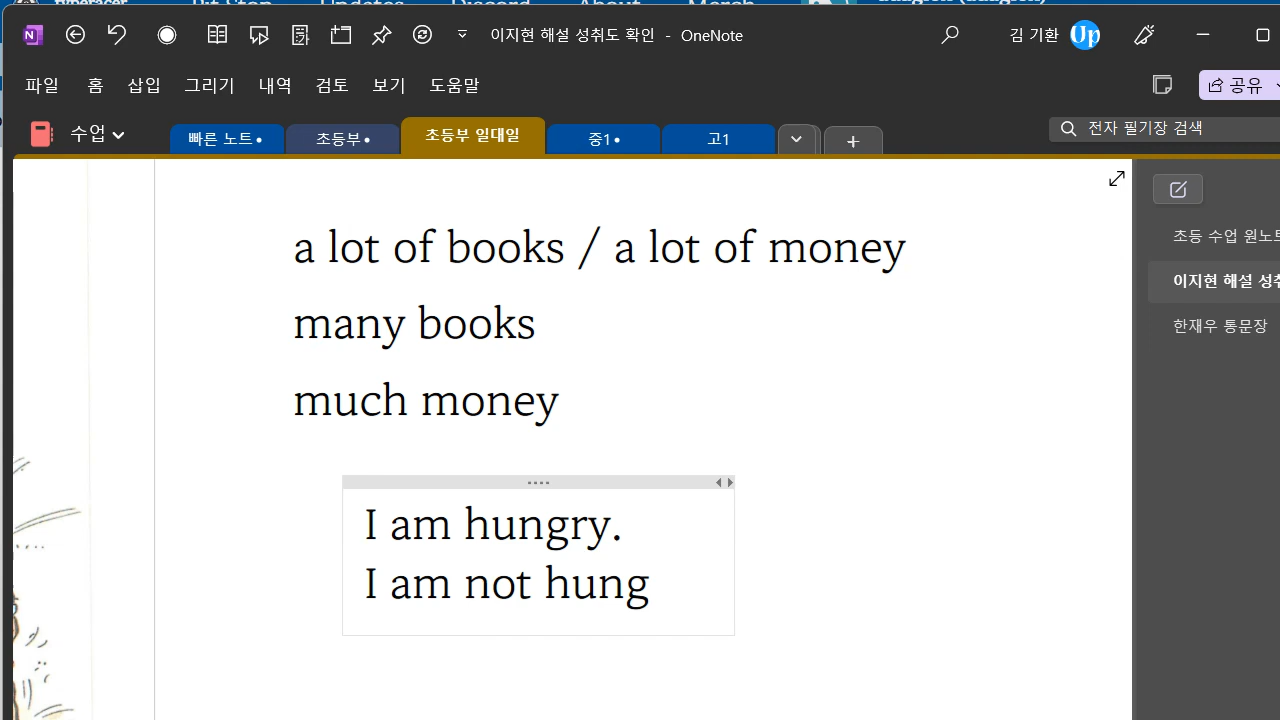 이지현 해설 성취도 확인 - OneNote
김 기환
Up
파일 홈 삽입 그리기 내역 검토 보기 도움말
공유
수업
빠른 노트•
초등부•
초등부 일대일
중1•
고1
전자 필기장 검색
a lot of books / a lot of money
many books
much money
I am hungry.
I am not hung
초등 수업 원노트
이지현 해설 성취
한재우 통문장